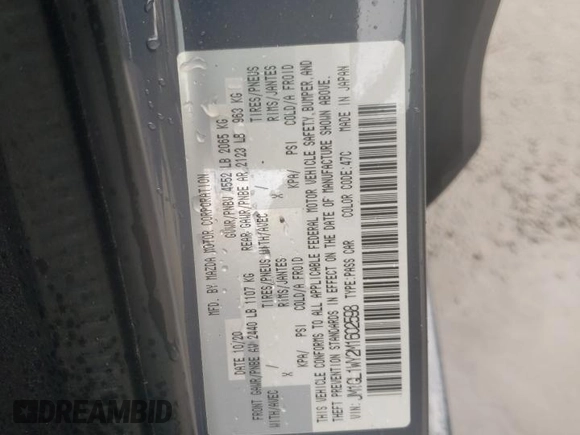 MFD. BY MAZDA MOTOR CORPORATION
DATE 10/20 GVWR/PNBV 4552 LB 2065 KG
FRONT GAWR/PNBE AV 2440 LB 1107 KG REAR GAWR/PNBE AR 2123 LB 963 KG
WITH/AVEC / TIRES/PNEUS WITH/AVEC / TIRES/PNEUS
X RIMS/JANTES X RIMS/JANTES
KPA/ PSI COLD/A FROID KPA/ PSI COLD/A FROID
THIS VEHICLE CONFORMS TO ALL APPLICABLE FEDERAL MOTOR VEHICLE SAFETY, BUMPER, AND
THEFT PREVENTION STANDARDS IN EFFECT ON THE DATE OF MANUFACTURE SHOWN ABOVE.
VIN: JM1GL1WY2M1602598 TYPE: PASS CAR COLOR CODE: 47C MADE IN JAPAN
DRIVENBID